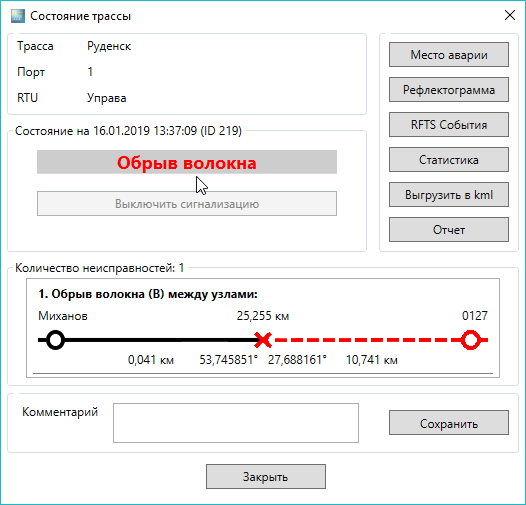 Состояние трассы
Трасса Руденск
Порт 1
RTU Управа
Место аварии
Рефлектограмма
RFTS События
Статистика
Выгрузить в kml
Отчет
Состояние на 16.01.2019 13:37:09 (ID 219)
Обрыв волокна
Выключить сигнализацию
Количество неисправностей: 1
1. Обрыв волокна (B) между узлами:
Миханов 25,255 км 0127
0,041 км 53,745851° 27,688161° 10,741 км
Комментарий
Сохранить
Закрыть